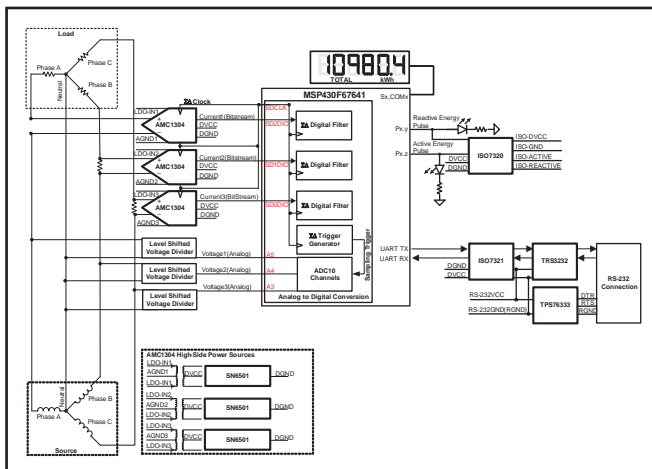 Load
Phase A
Phase C
Neutral
Phase B
10980.4
TOTAL
kWh
ΣΔ Clock
MSP430F67641
Sx,COMx
LDO-IN1
AMC1304
AGND1
Current1(Bitstream)
DVCC
DGND
SDCLK
SD2DIO
ΣΔ Digital Filter
LDO-IN2
AMC1304
AGND2
Current2(Bitstream)
DVCC
DGND
SD1DIO
ΣΔ Digital Filter
LDO-IN3
AMC1304
AGND3
Current3(BitStream)
DVCC
DGND
SD0DIO
ΣΔ Digital Filter
ΣΔ Trigger
Generator
Sampling Trigger
Level Shifted
Voltage Divider
Voltage1(Analog)
A5
Level Shifted
Voltage Divider
Voltage2(Analog)
A4
Level Shifted
Voltage Divider
Voltage3(Analog)
A3
ADC10
Channels
Analog to Digital Conversion
Px.y
Reactive Energy
Pulse
Px.z
Active Energy
Pulse
DVCC
DGND
ISO7320
ISO-DVCC
ISO-GND
ISO-ACTIVE
ISO-REACTIVE
UART TX
UART RX
DGND
DVCC
ISO7321
TRS3232
RS-232
Connection
RS-232VCC
RS-232GND(RGND)
TPS76333
DTR
RTS
RGND
AMC1304 High-Side Power Sources
LDO-IN1
AGND1
LDO-IN1
DVCC
SN6501
DGND
LDO-IN2
AGND2
LDO-IN2
DVCC
SN6501
DGND
LDO-IN3
AGND3
LDO-IN3
DVCC
SN6501
DGND
Neutral
Phase B
Phase A
Phase C
Source